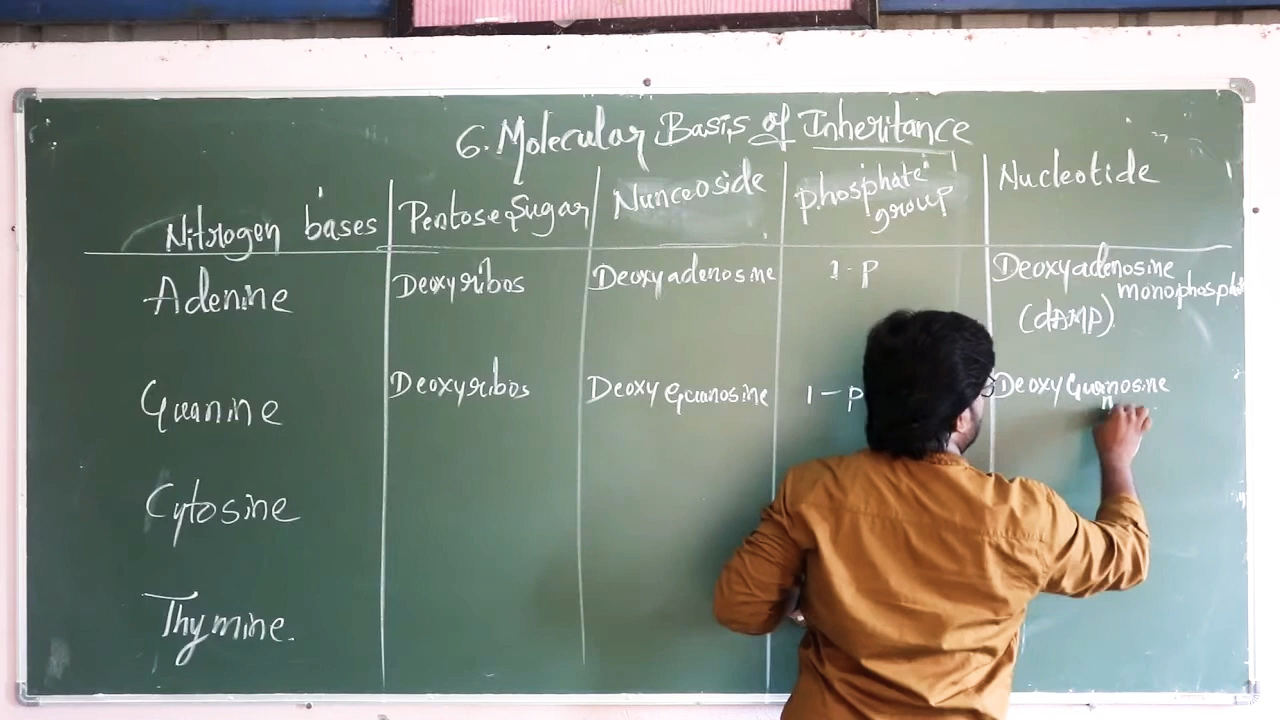 6. Molecular Basis of Inheritance
Nitrogen bases
Pentose Sugar
Nunceoside
phosphate
group
Nucleotide
Adenine
Deoxyribos
Deoxyadenosine
1-P
Deoxyadenosine
monophosph
(dAMP).
Guanine
Deoxyribos
Deoxy Guanosine
1-P
Deoxy Guanosine
Cytosine
Thymine.